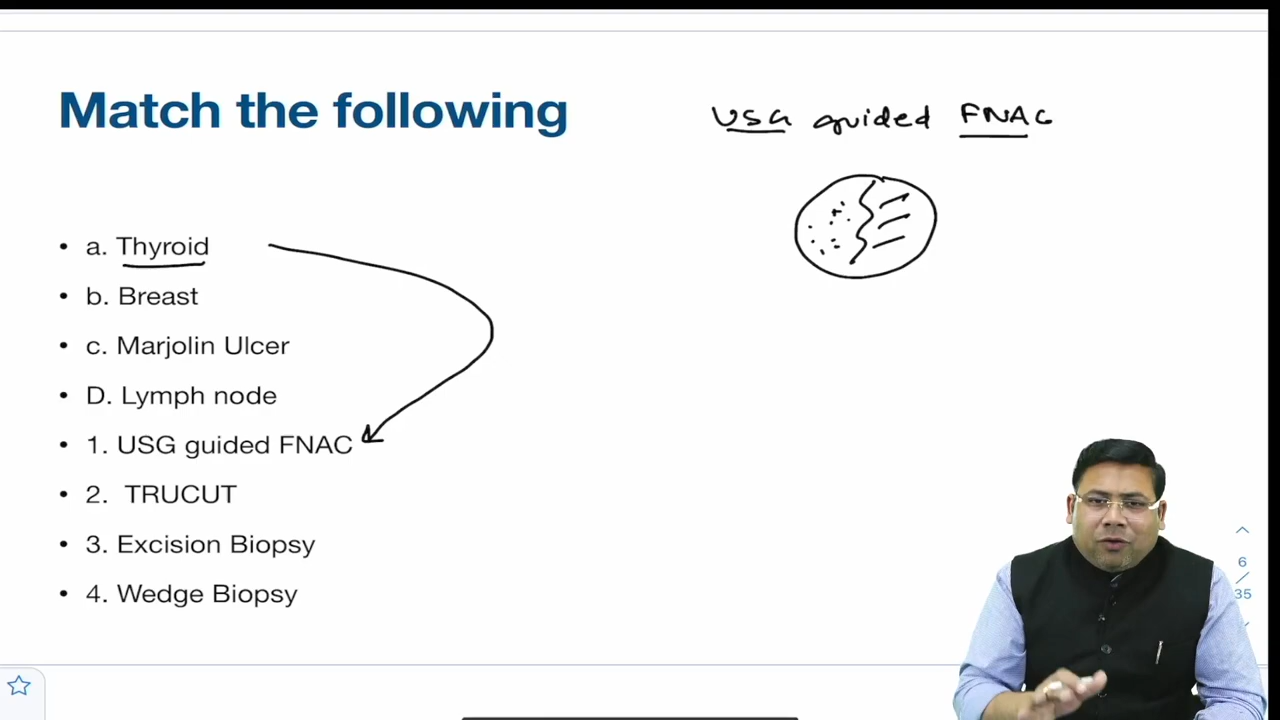 Match the following
USG guided FNAC
• a. Thyroid
• b. Breast
• c. Marjolin Ulcer
• D. Lymph node
• 1. USG guided FNAC
• 2. TRUCUT
• 3. Excision Biopsy
• 4. Wedge Biopsy
6
35